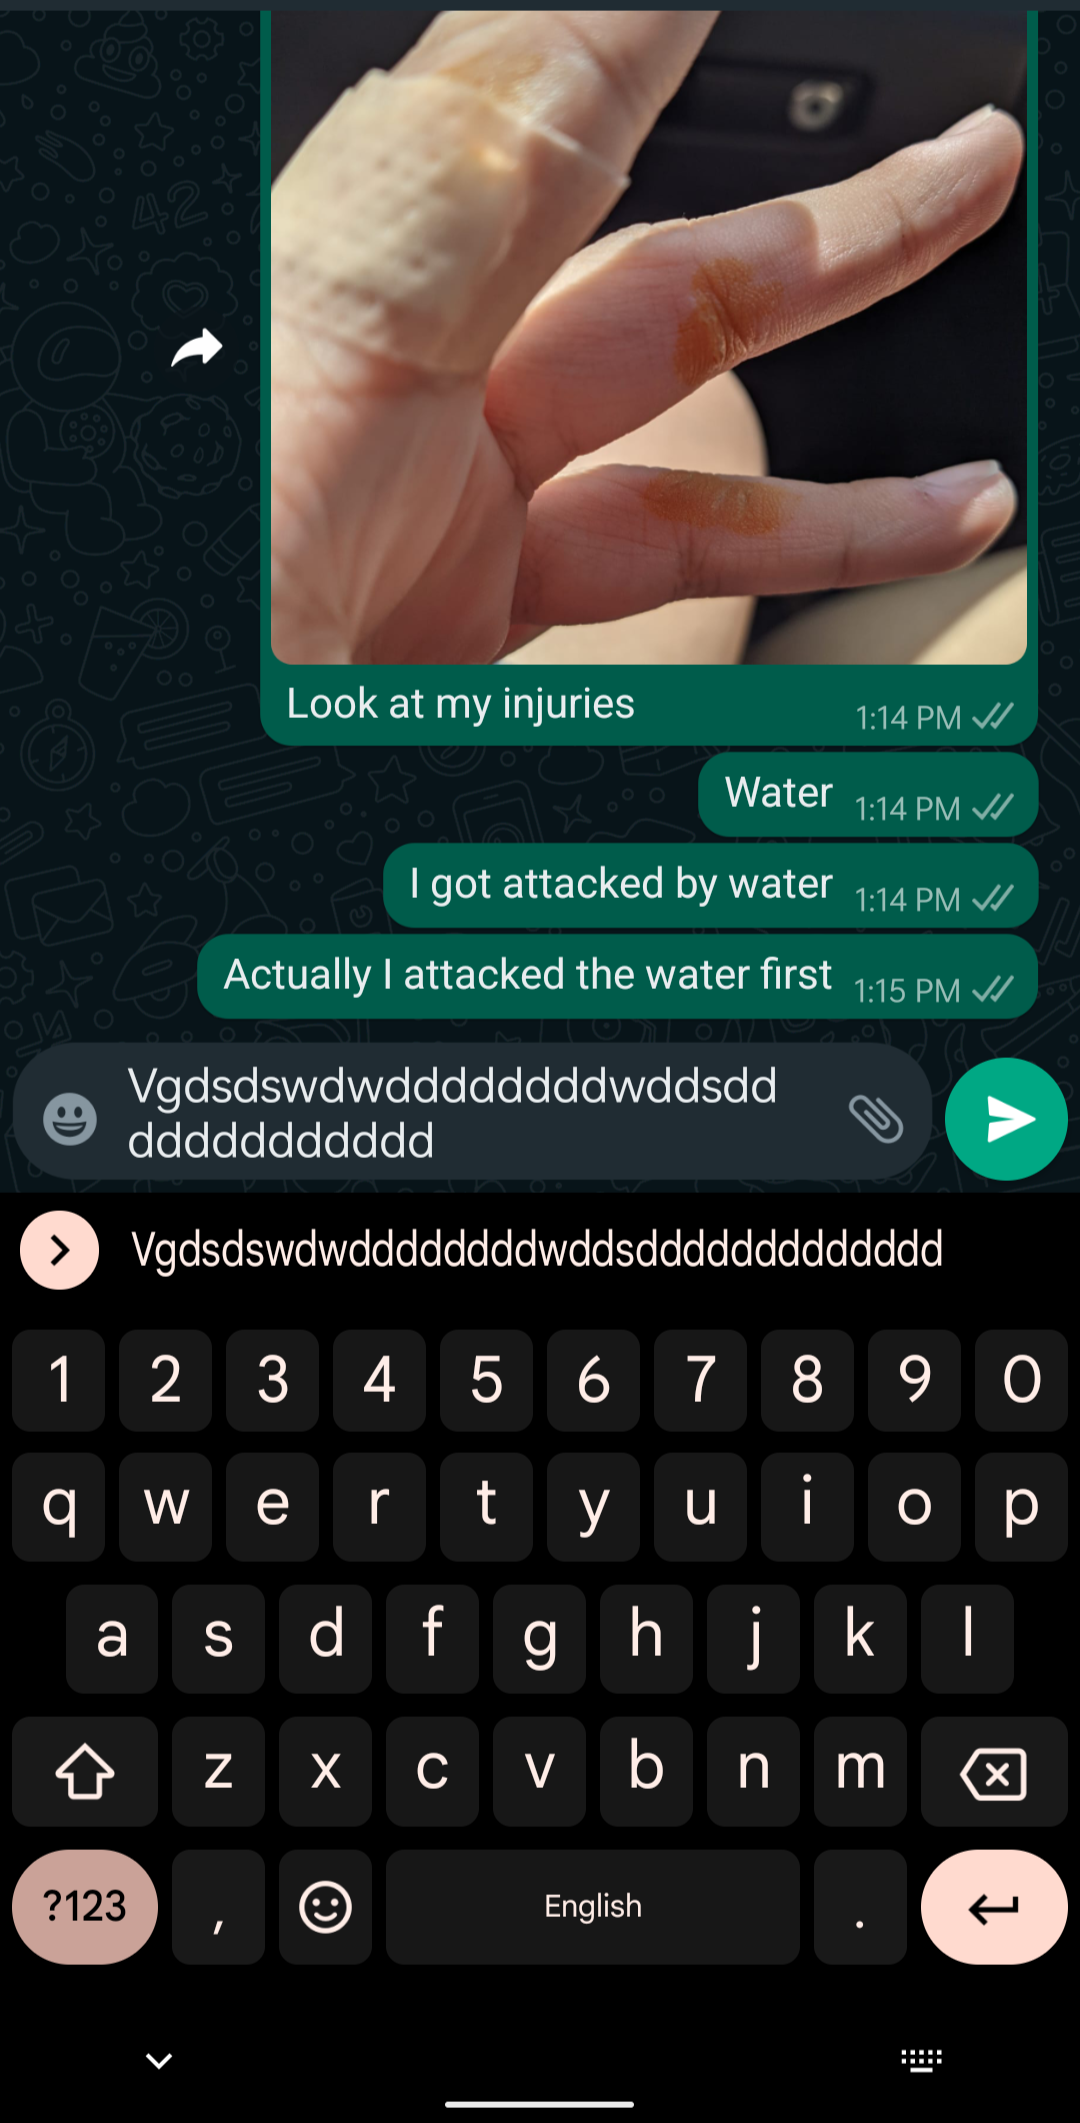 Look at my injuries
1:14 PM
Water
1:14 PM
I got attacked by water
1:14 PM
Actually I attacked the water first
1:15 PM
Vgdsdswdwddddddddwddsdd
ddddddddddd
Vgdsdswdwddddddddwddsddddddddddddd
1 2 3 4 5 6 7 8 9 0
q w e r t y u i o p
a s d f g h j k l
z x c v b n m
?123 , English .